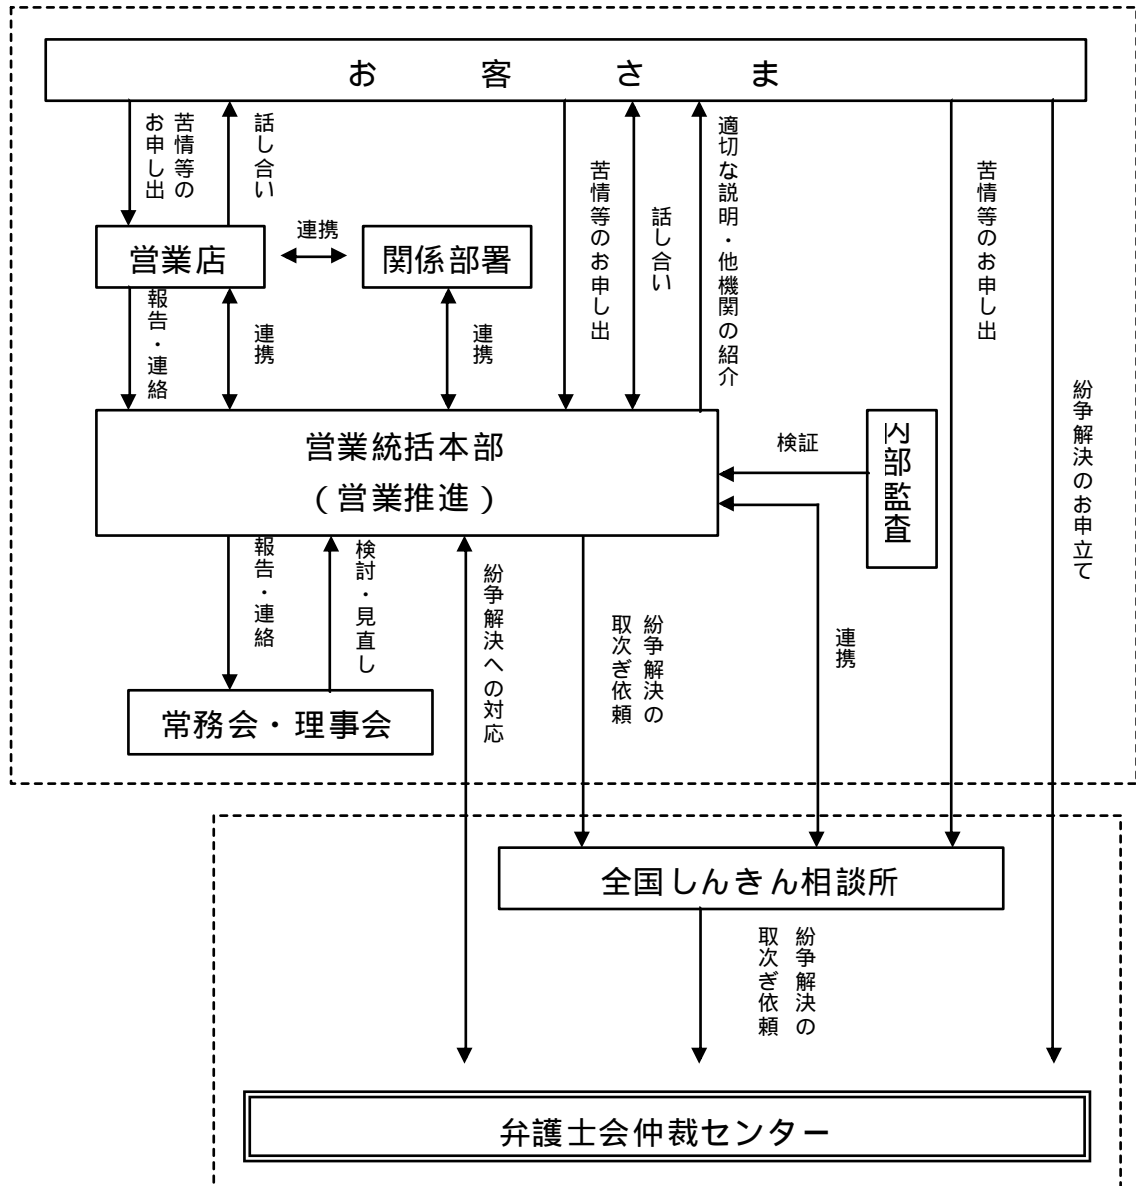 お客さま
苦情等の
お申し出
話し合い
苦情等のお申し出
話し合い
適切な説明・他機関の紹介
苦情等のお申し出
紛争解決のお申立て
営業店
連携
関係部署
報告・連絡
連携
連携
営業統括本部
（営業推進）
検証
内部監査
報告・連絡
検討・見直し
紛争解決への対応
紛争解決の
取次ぎ依頼
連携
常務会・理事会
全国しんきん相談所
紛争解決の
取次ぎ依頼
弁護士会仲裁センター